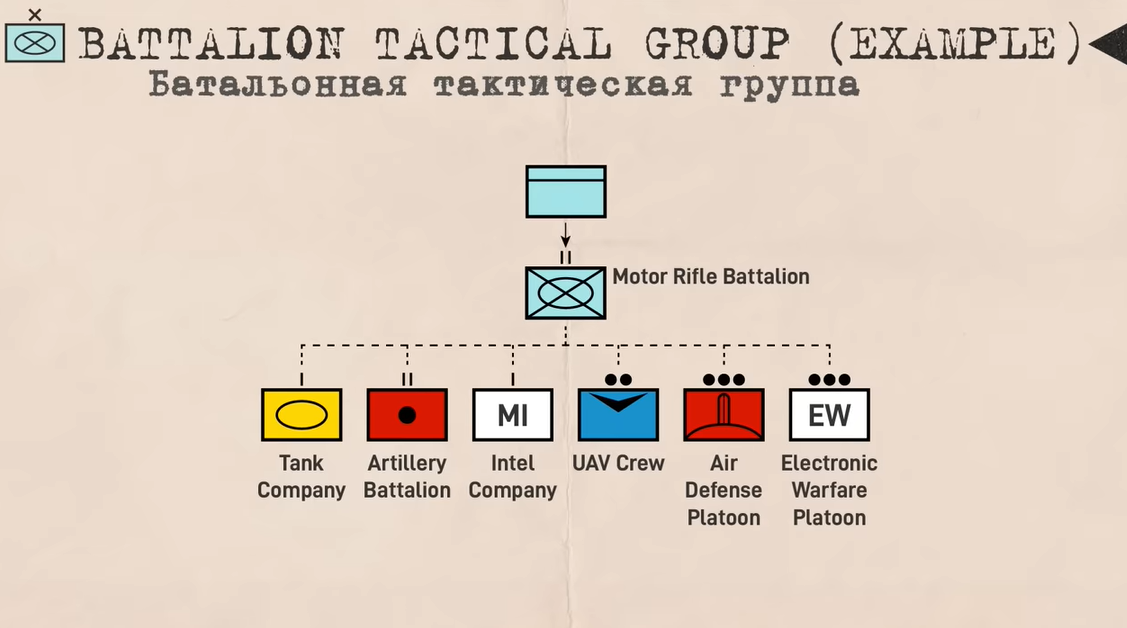 BATTALION TACTICAL GROUP (EXAMPLE)
Батальонная тактическая группа
Motor Rifle Battalion
MI
EW
Tank
Company
Artillery
Battalion
Intel
Company
UAV Crew
Air
Defense
Platoon
Electronic
Warfare
Platoon